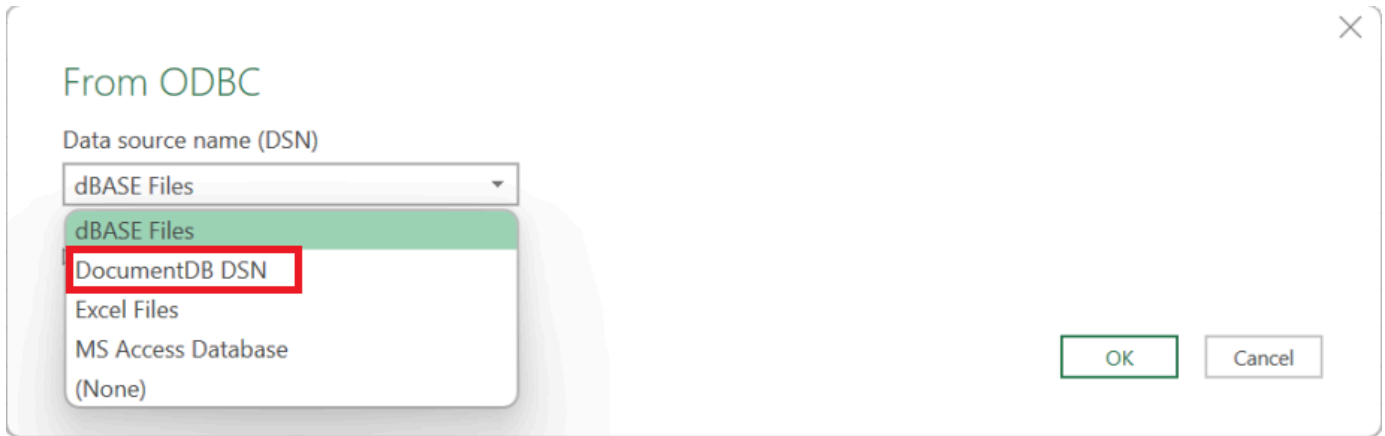 From ODBC
Data source name (DSN)
dBASE Files
dBASE Files
DocumentDB DSN
Excel Files
MS Access Database
(None)
OK
Cancel